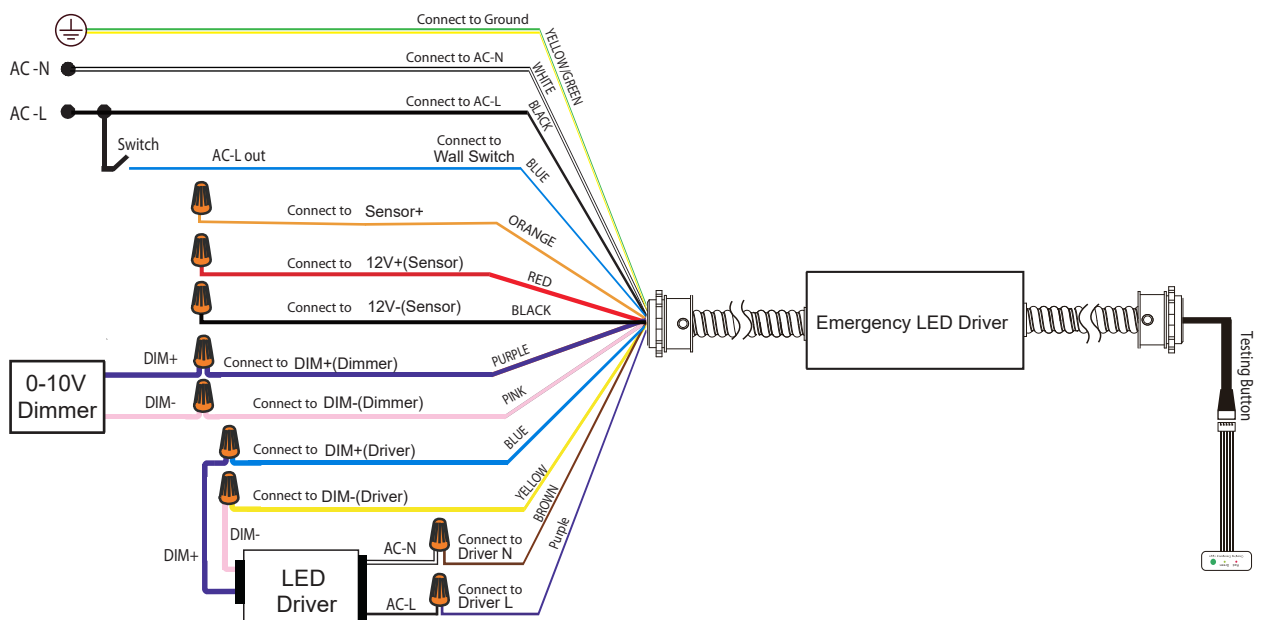 Connect to Ground
YELLOW/GREEN
AC-N
Connect to AC-N
WHITE
AC-L
Connect to AC-L
BLACK
Switch
AC-L out
Connect to
Wall Switch
BLUE
Connect to Sensor+
ORANGE
Connect to 12V+(Sensor)
RED
Connect to 12V-(Sensor)
BLACK
Emergency LED Driver
Testing Button
0-10V
Dimmer
DIM+
Connect to DIM+(Dimmer)
PURPLE
DIM-
Connect to DIM-(Dimmer)
PINK
Connect to DIM+(Driver)
BLUE
Connect to DIM-(Driver)
YELLOW
DIM+
DIM-
LED
Driver
AC-N
Connect to
Driver N
BROWN
AC-L
Connect to
Driver L
Purple